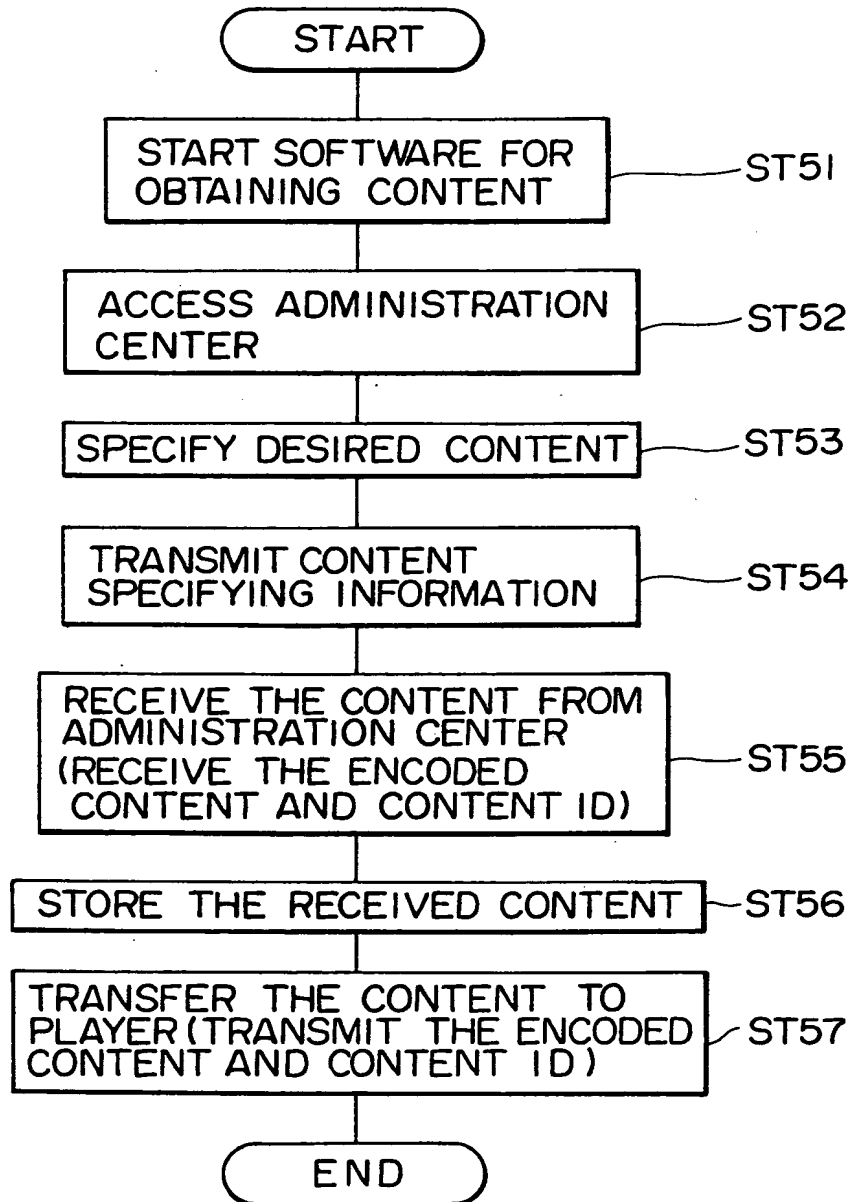 START
START SOFTWARE FOR
OBTAINING CONTENT
ST51
ACCESS ADMINISTRATION
CENTER
ST52
SPECIFY DESIRED CONTENT
ST53
TRANSMIT CONTENT
SPECIFYING INFORMATION
ST54
RECEIVE THE CONTENT FROM
ADMINISTRATION CENTER
(RECEIVE THE ENCODED
CONTENT AND CONTENT ID)
ST55
STORE THE RECEIVED CONTENT
ST56
TRANSFER THE CONTENT TO
PLAYER (TRANSMIT THE ENCODED
CONTENT AND CONTENT ID)
ST57
END